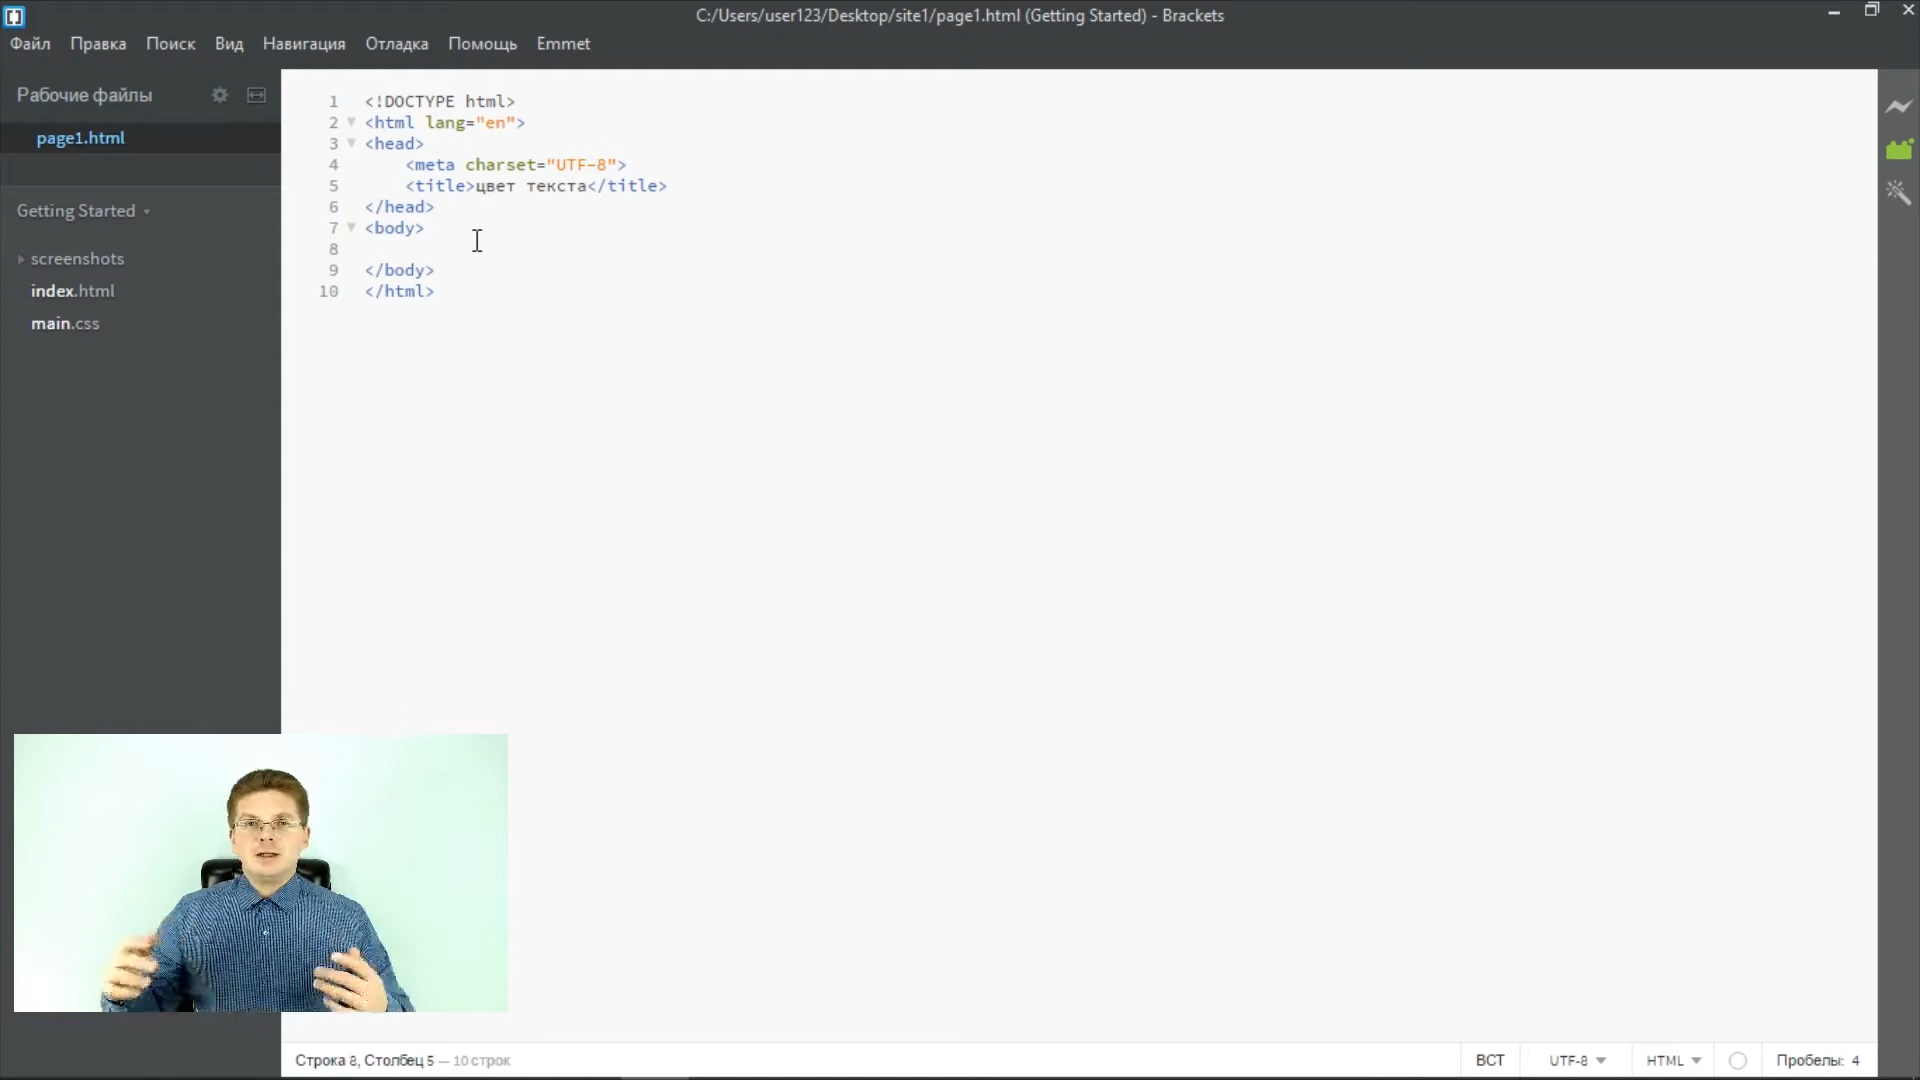 C:/Users/user123/Desktop/site1/page1.html (Getting Started) - Brackets
Файл Правка Поиск Вид Навигация Отладка Помощь Emmet
Рабочие файлы
page1.html
Getting Started
screenshots
index.html
main.css
1 <!DOCTYPE html>
2 <html lang="en">
3 <head>
4 <meta charset="UTF-8">
5 <title>цвет текста</title>
6 </head>
7 <body>
8
9 </body>
10 </html>
Строка 8, Столбец 5 — 10 строк
ВСТ UTF-8 HTML Пробелы: 4